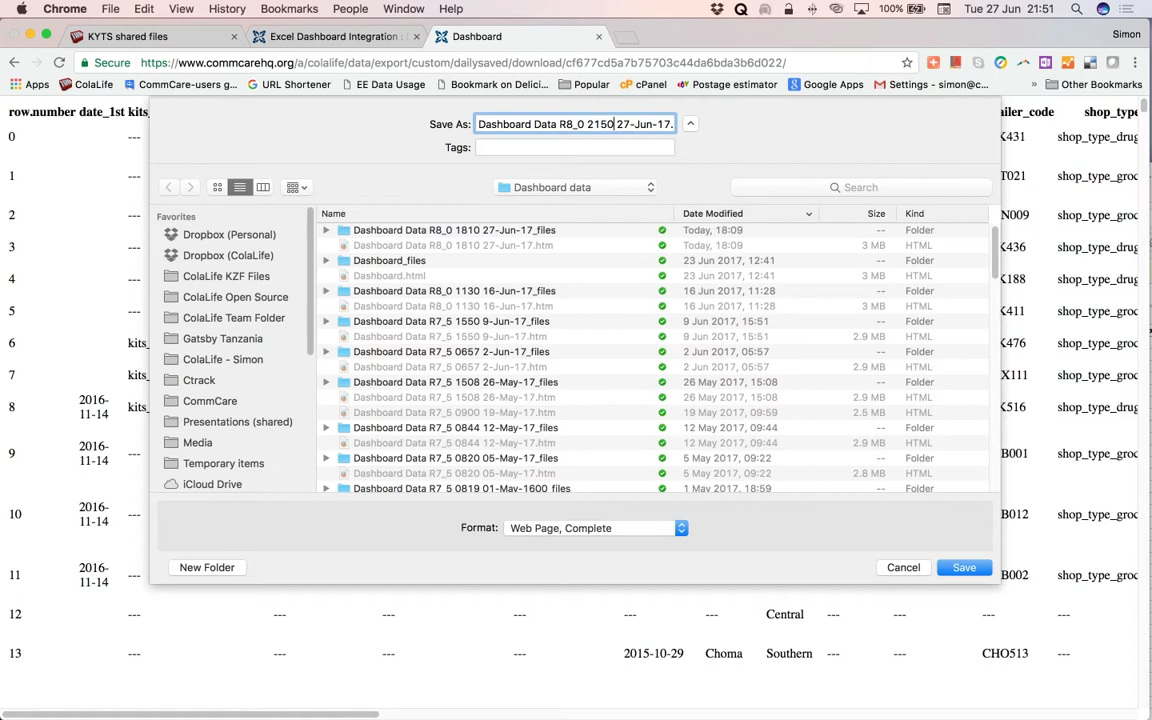 Chrome File Edit View History Bookmarks People Window Help 100% Tue 27 Jun 21:51
KYTS shared files × Excel Dashboard Integration : × Dashboard × Simon
Secure https://www.commcarehq.org/a/colalife/data/export/custom/dailysaved/download/cf677cd5a7b75703c44da6bda3b6d022/
Apps ColaLife CommCare-users g... URL Shortener EE Data Usage Bookmark on Delici... Popular cPanel Postage estimator Google Apps Settings - simon@c... » Other Bookmarks
row.number date_1st kits_ ailer_code shop_type
Save As: Dashboard Data R8_0 2150 27-Jun-17.
Tags:
Dashboard data Search
Favorites
Dropbox (Personal)
Dropbox (ColaLife)
ColaLife KZF Files
ColaLife Open Source
ColaLife Team Folder
Gatsby Tanzania
ColaLife - Simon
Ctrack
CommCare
Presentations (shared)
Media
Temporary items
iCloud Drive
Name Date Modified Size Kind
Dashboard Data R8_0 1810 27-Jun-17_files Today, 18:09 -- Folder
Dashboard Data R8_0 1810 27-Jun-17.htm Today, 18:09 3 MB HTML
Dashboard_files 23 Jun 2017, 12:41 -- Folder
Dashboard.html 23 Jun 2017, 12:41 3 MB HTML
Dashboard Data R8_0 1130 16-Jun-17_files 16 Jun 2017, 11:28 -- Folder
Dashboard Data R8_0 1130 16-Jun-17.htm 16 Jun 2017, 11:28 3 MB HTML
Dashboard Data R7_5 1550 9-Jun-17_files 9 Jun 2017, 15:51 -- Folder
Dashboard Data R7_5 1550 9-Jun-17.htm 9 Jun 2017, 15:51 2.9 MB HTML
Dashboard Data R7_5 0657 2-Jun-17_files 2 Jun 2017, 05:57 -- Folder
Dashboard Data R7_5 0657 2-Jun-17.htm 2 Jun 2017, 05:57 2.9 MB HTML
Dashboard Data R7_5 1508 26-May-17_files 26 May 2017, 15:08 -- Folder
Dashboard Data R7_5 1508 26-May-17.htm 26 May 2017, 15:08 2.9 MB HTML
Dashboard Data R7_5 0900 19-May-17.htm 19 May 2017, 09:59 2.5 MB HTML
Dashboard Data R7_5 0844 12-May-17_files 12 May 2017, 09:44 -- Folder
Dashboard Data R7_5 0844 12-May-17.htm 12 May 2017, 09:44 2.9 MB HTML
Dashboard Data R7_5 0820 05-May-17_files 5 May 2017, 09:22 -- Folder
Dashboard Data R7_5 0820 05-May-17.htm 5 May 2017, 09:22 2.8 MB HTML
Dashboard Data R7_5 0819 01-May-1600_files 1 May 2017, 18:59 -- Folder
Format: Web Page, Complete
New Folder Cancel Save
0 --- K431 shop_type_drug
1 --- T021 shop_type_groc
2 --- N009 shop_type_groc
3 --- K436 shop_type_drug
4 --- K188 shop_type_groc
5 --- K411 shop_type_groc
6 kits_ K476 shop_type_groc
7 kits_ X111 shop_type_groc
8 2016-11-14 kits_ K516 shop_type_drug
9 2016-11-14 --- B001 shop_type_groc
10 2016-11-14 --- B012 shop_type_groc
11 2016-11-14 --- B002 shop_type_groc
12 --- --- --- --- --- --- Central --- --- --- ---
13 --- --- --- --- 2015-10-29 Choma Southern --- --- CHO513 ---